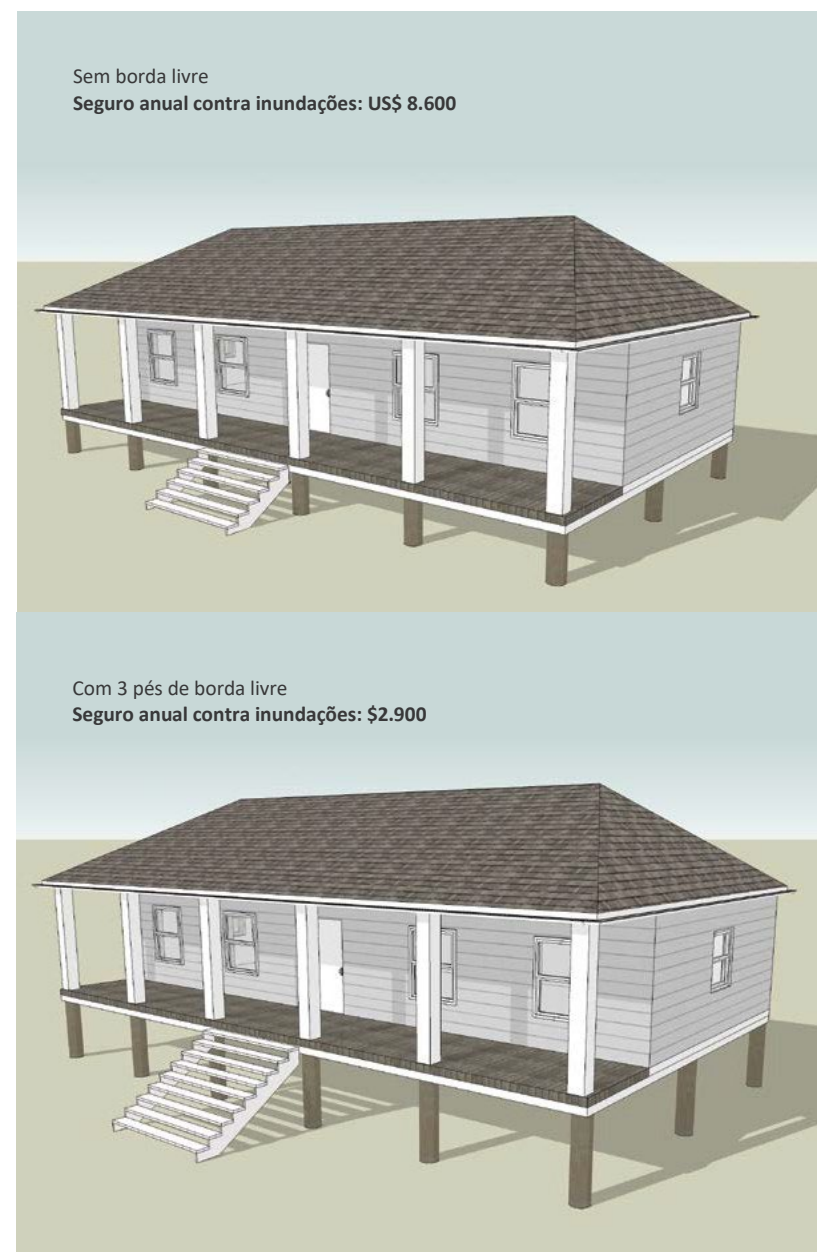 Sem borda livre
Seguro anual contra inundações: US$ 8.600
Com 3 pés de borda livre
Seguro anual contra inundações: $2.900